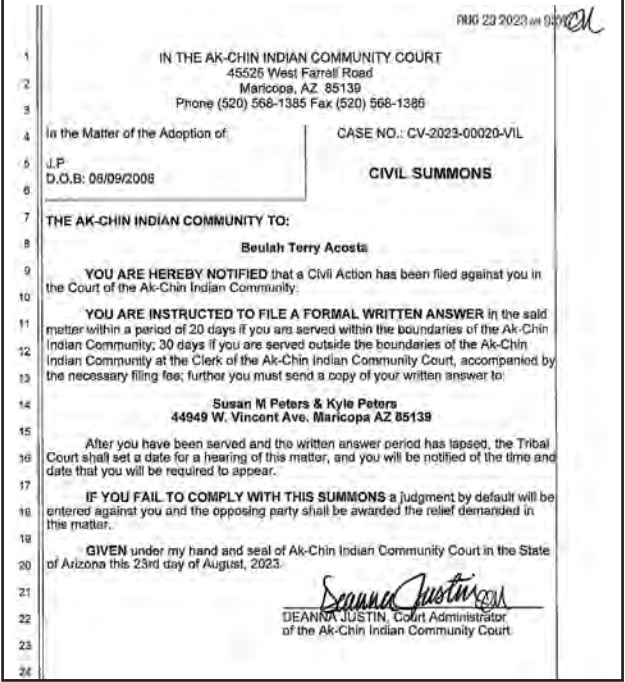 AUG 23 2023 AM
1 IN THE AK-CHIN INDIAN COMMUNITY COURT
45525 West Farrell Road
2 Maricopa, AZ 85139
3 Phone (520) 568-1385 Fax (520) 568-1386
4 In the Matter of the Adoption of: CASE NO.: CV-2023-00020-VIL
5 J.P CIVIL SUMMONS
D.O.B: 06/09/2008
6
7 THE AK-CHIN INDIAN COMMUNITY TO:
8 Beulah Terry Acosta
9 YOU ARE HEREBY NOTIFIED that a Civil Action has been filed against you in
10 the Court of the Ak-Chin Indian Community.
11 YOU ARE INSTRUCTED TO FILE A FORMAL WRITTEN ANSWER in the said
matter within a period of 20 days if you are served within the boundaries of the Ak-Chin
12 Indian Community; 30 days if you are served outside the boundaries of the Ak-Chin
Indian Community at the Clerk of the Ak-Chin Indian Community Court, accompanied by
13 the necessary filing fee; further you must send a copy of your written answer to:
14 Susan M Peters & Kyle Peters
44949 W. Vincent Ave. Maricopa AZ 85139
15
After you have been served and the written answer period has lapsed, the Tribal
16 Court shall set a date for a hearing of this matter, and you will be notified of the time and
date that you will be required to appear.
17
IF YOU FAIL TO COMPLY WITH THIS SUMMONS a judgment by default will be
18 entered against you and the opposing party shall be awarded the relief demanded in
this matter.
19
GIVEN under my hand and seal of Ak-Chin Indian Community Court in the State
20 of Arizona this 23rd day of August, 2023.
21 Deanna Justin
22 DEANNA JUSTIN, Court Administrator
of the Ak-Chin Indian Community Court
23
24